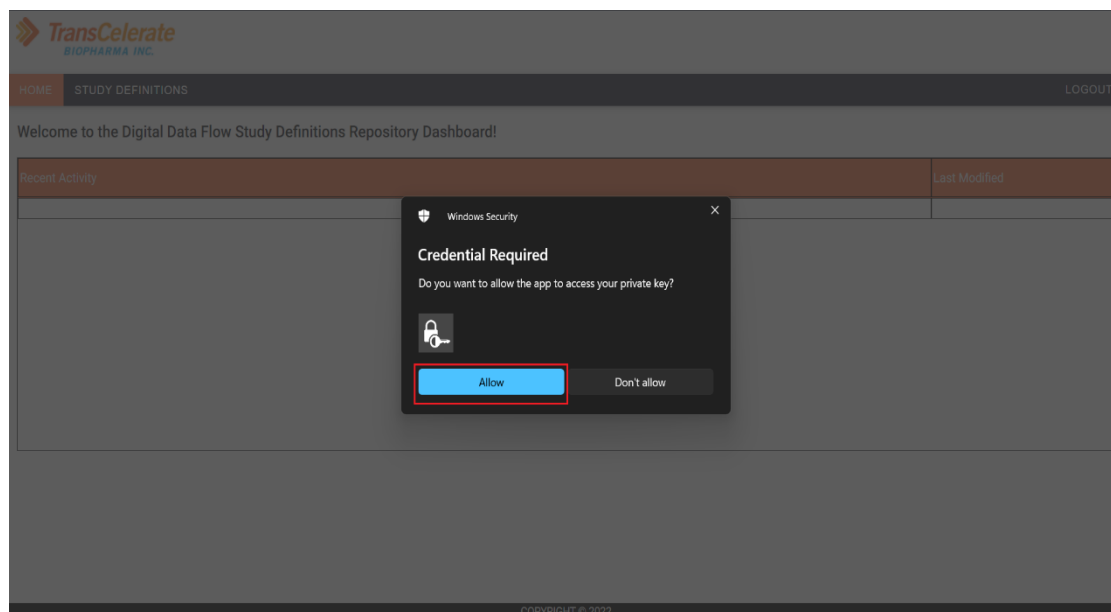 TransCelerate
BIOPHARMA INC.
HOME STUDY DEFINITIONS LOGOUT
Welcome to the Digital Data Flow Study Definitions Repository Dashboard!
Recent Activity Last Modified
Windows Security
Credential Required
Do you want to allow the app to access your private key?
Allow Don't allow
COPYRIGHT © 2022